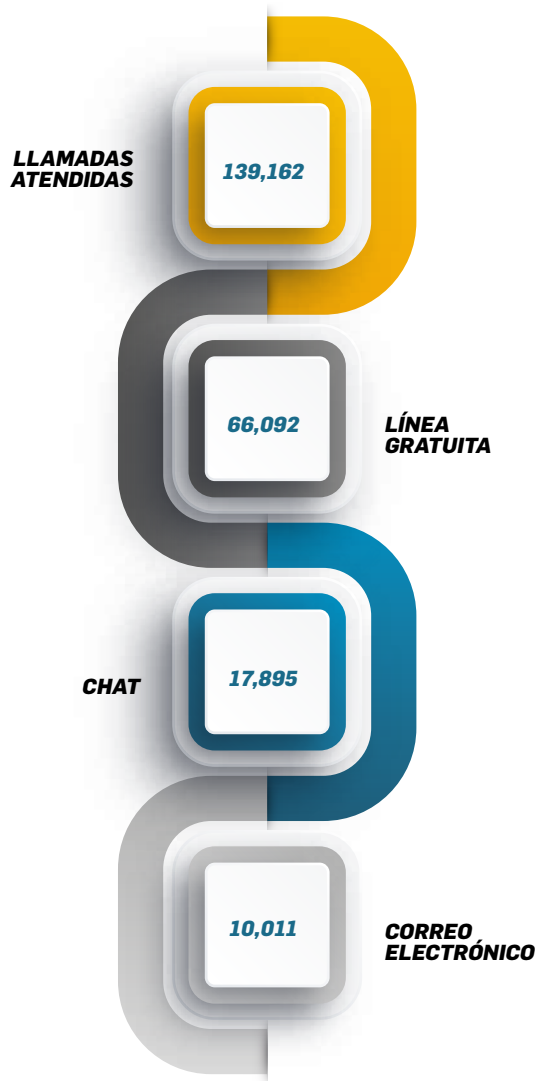 LLAMADAS
ATENDIDAS
139,162
66,092
LÍNEA
GRATUITA
CHAT
17,895
10,011
CORREO
ELECTRÓNICO